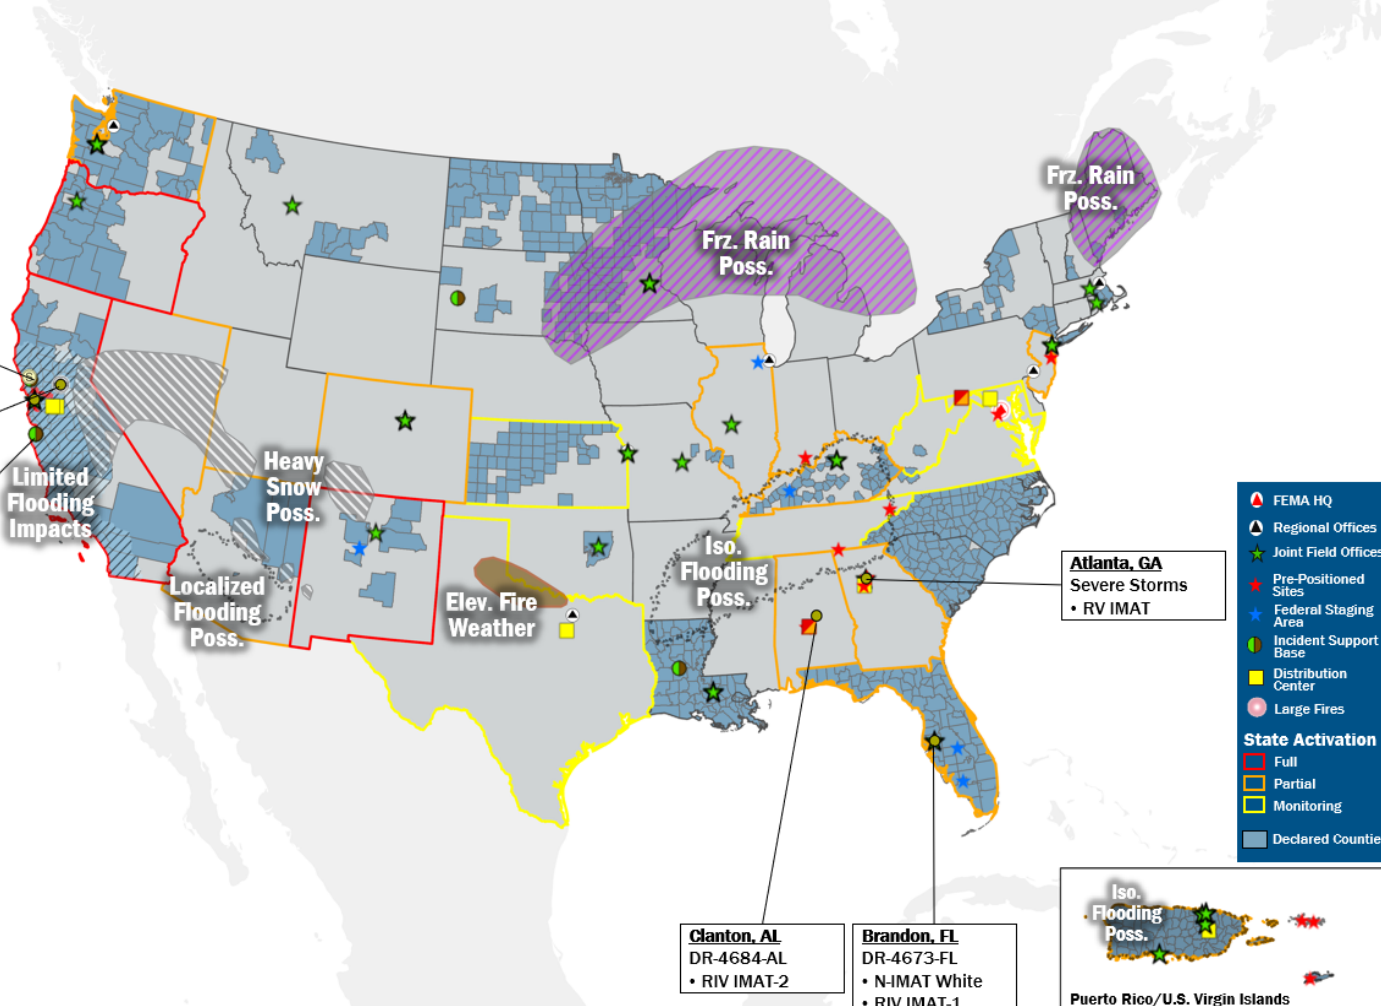 Frz. Rain
Poss.
Frz. Rain
Poss.
Heavy
Snow
Poss.
Limited
Flooding
Impacts
Localized
Flooding
Poss.
Elev. Fire
Weather
Iso.
Flooding
Poss.
Atlanta, GA
Severe Storms
• RV IMAT
Clanton, AL
DR-4684-AL
• RIV IMAT-2
Brandon, FL
DR-4673-FL
• N-IMAT White
• RIV IMAT-1
FEMA HQ
Regional Offices
Joint Field Offices
Pre-Positioned
Sites
Federal Staging
Area
Incident Support
Base
Distribution
Center
Large Fires
State Activation
Full
Partial
Monitoring
Declared Countie
Iso.
Flooding
Poss.
Puerto Rico/U.S. Virgin Islands